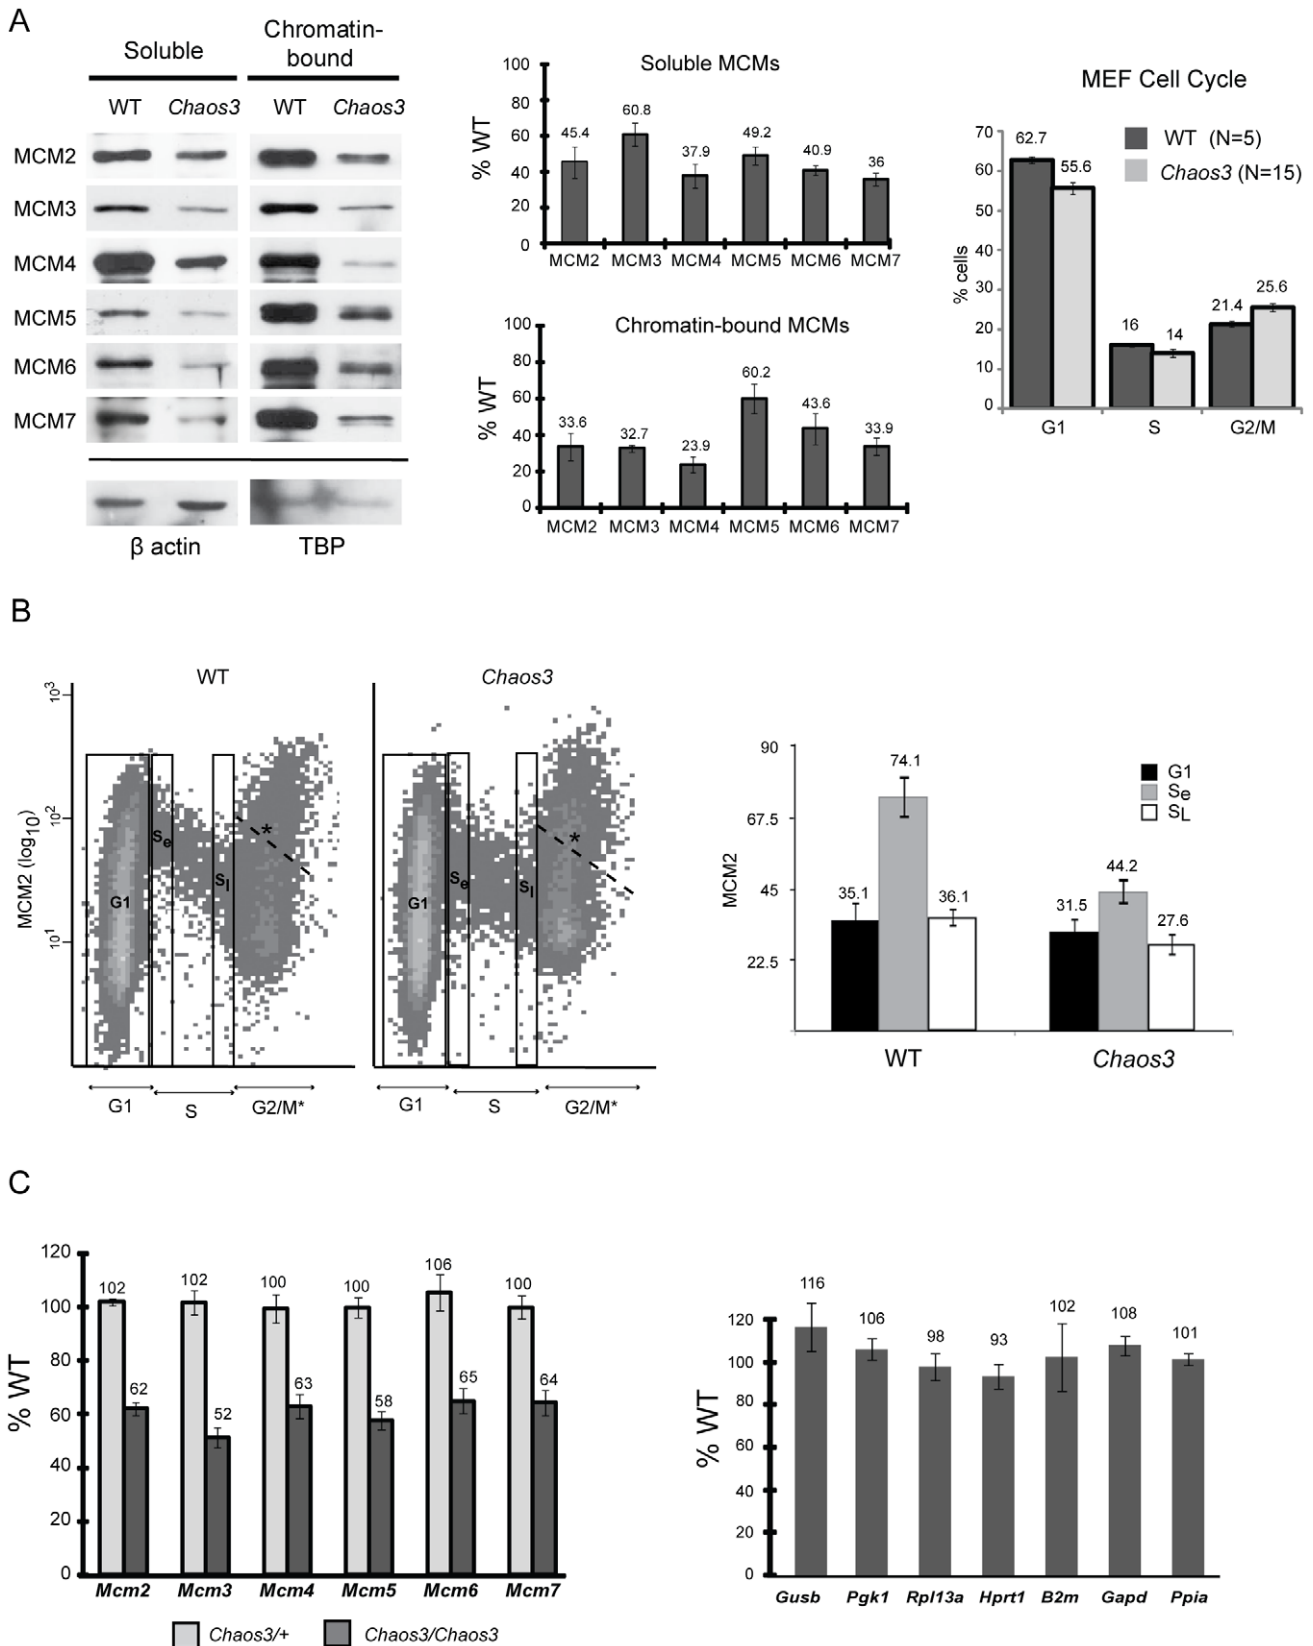 A
Soluble
Chromatin-
bound
WT
Chaos3
WT
Chaos3
MCM2
MCM3
MCM4
MCM5
MCM6
MCM7
β actin
TBP
Soluble MCMs
% WT
100
80
60
40
20
0
45.4
60.8
37.9
49.2
40.9
36
MCM2 MCM3 MCM4 MCM5 MCM6 MCM7
Chromatin-bound MCMs
% WT
100
80
60
40
20
0
33.6
32.7
23.9
60.2
43.6
33.9
MCM2 MCM3 MCM4 MCM5 MCM6 MCM7
MEF Cell Cycle
WT (N=5)
Chaos3 (N=15)
% cells
70
60
50
40
30
20
10
0
62.7
55.6
16
14
21.4
25.6
G1 S G2/M
B
WT
Chaos3
MCM2 (log10)
10^3
10^2
10^1
G1
Se
Sl
*
G1
Se
Sl
*
G1 S G2/M*
G1 S G2/M*
MCM2
90
67.5
45
22.5
35.1
74.1
36.1
31.5
44.2
27.6
G1
Se
SL
WT
Chaos3
C
% WT
120
100
80
60
40
20
0
102
62
102
52
100
63
100
58
106
65
100
64
Mcm2 Mcm3 Mcm4 Mcm5 Mcm6 Mcm7
Chaos3/+
Chaos3/Chaos3
% WT
120
100
80
60
40
20
0
116
106
98
93
102
108
101
Gusb Pgk1 Rpl13a Hprt1 B2m Gapd Ppia